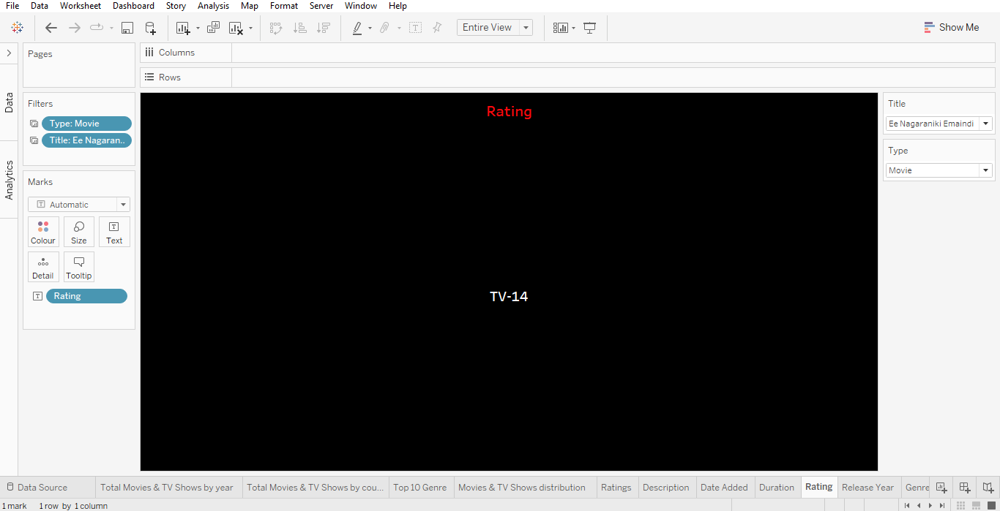 File Data Worksheet Dashboard Story Analysis Map Format Server Window Help
Entire View
Show Me
Pages
Columns
Rows
Data
Analytics
Filters
Type: Movie
Title: Ee Nagaran..
Marks
Automatic
Colour Size Text
Detail Tooltip
Rating
Rating
TV-14
Title
Ee Nagaraniki Emaindi
Type
Movie
Data Source Total Movies & TV Shows by year Total Movies & TV Shows by cou... Top 10 Genre Movies & TV Shows distribution Ratings Description Date Added Duration Rating Release Year Genre
1 mark 1 row by 1 column